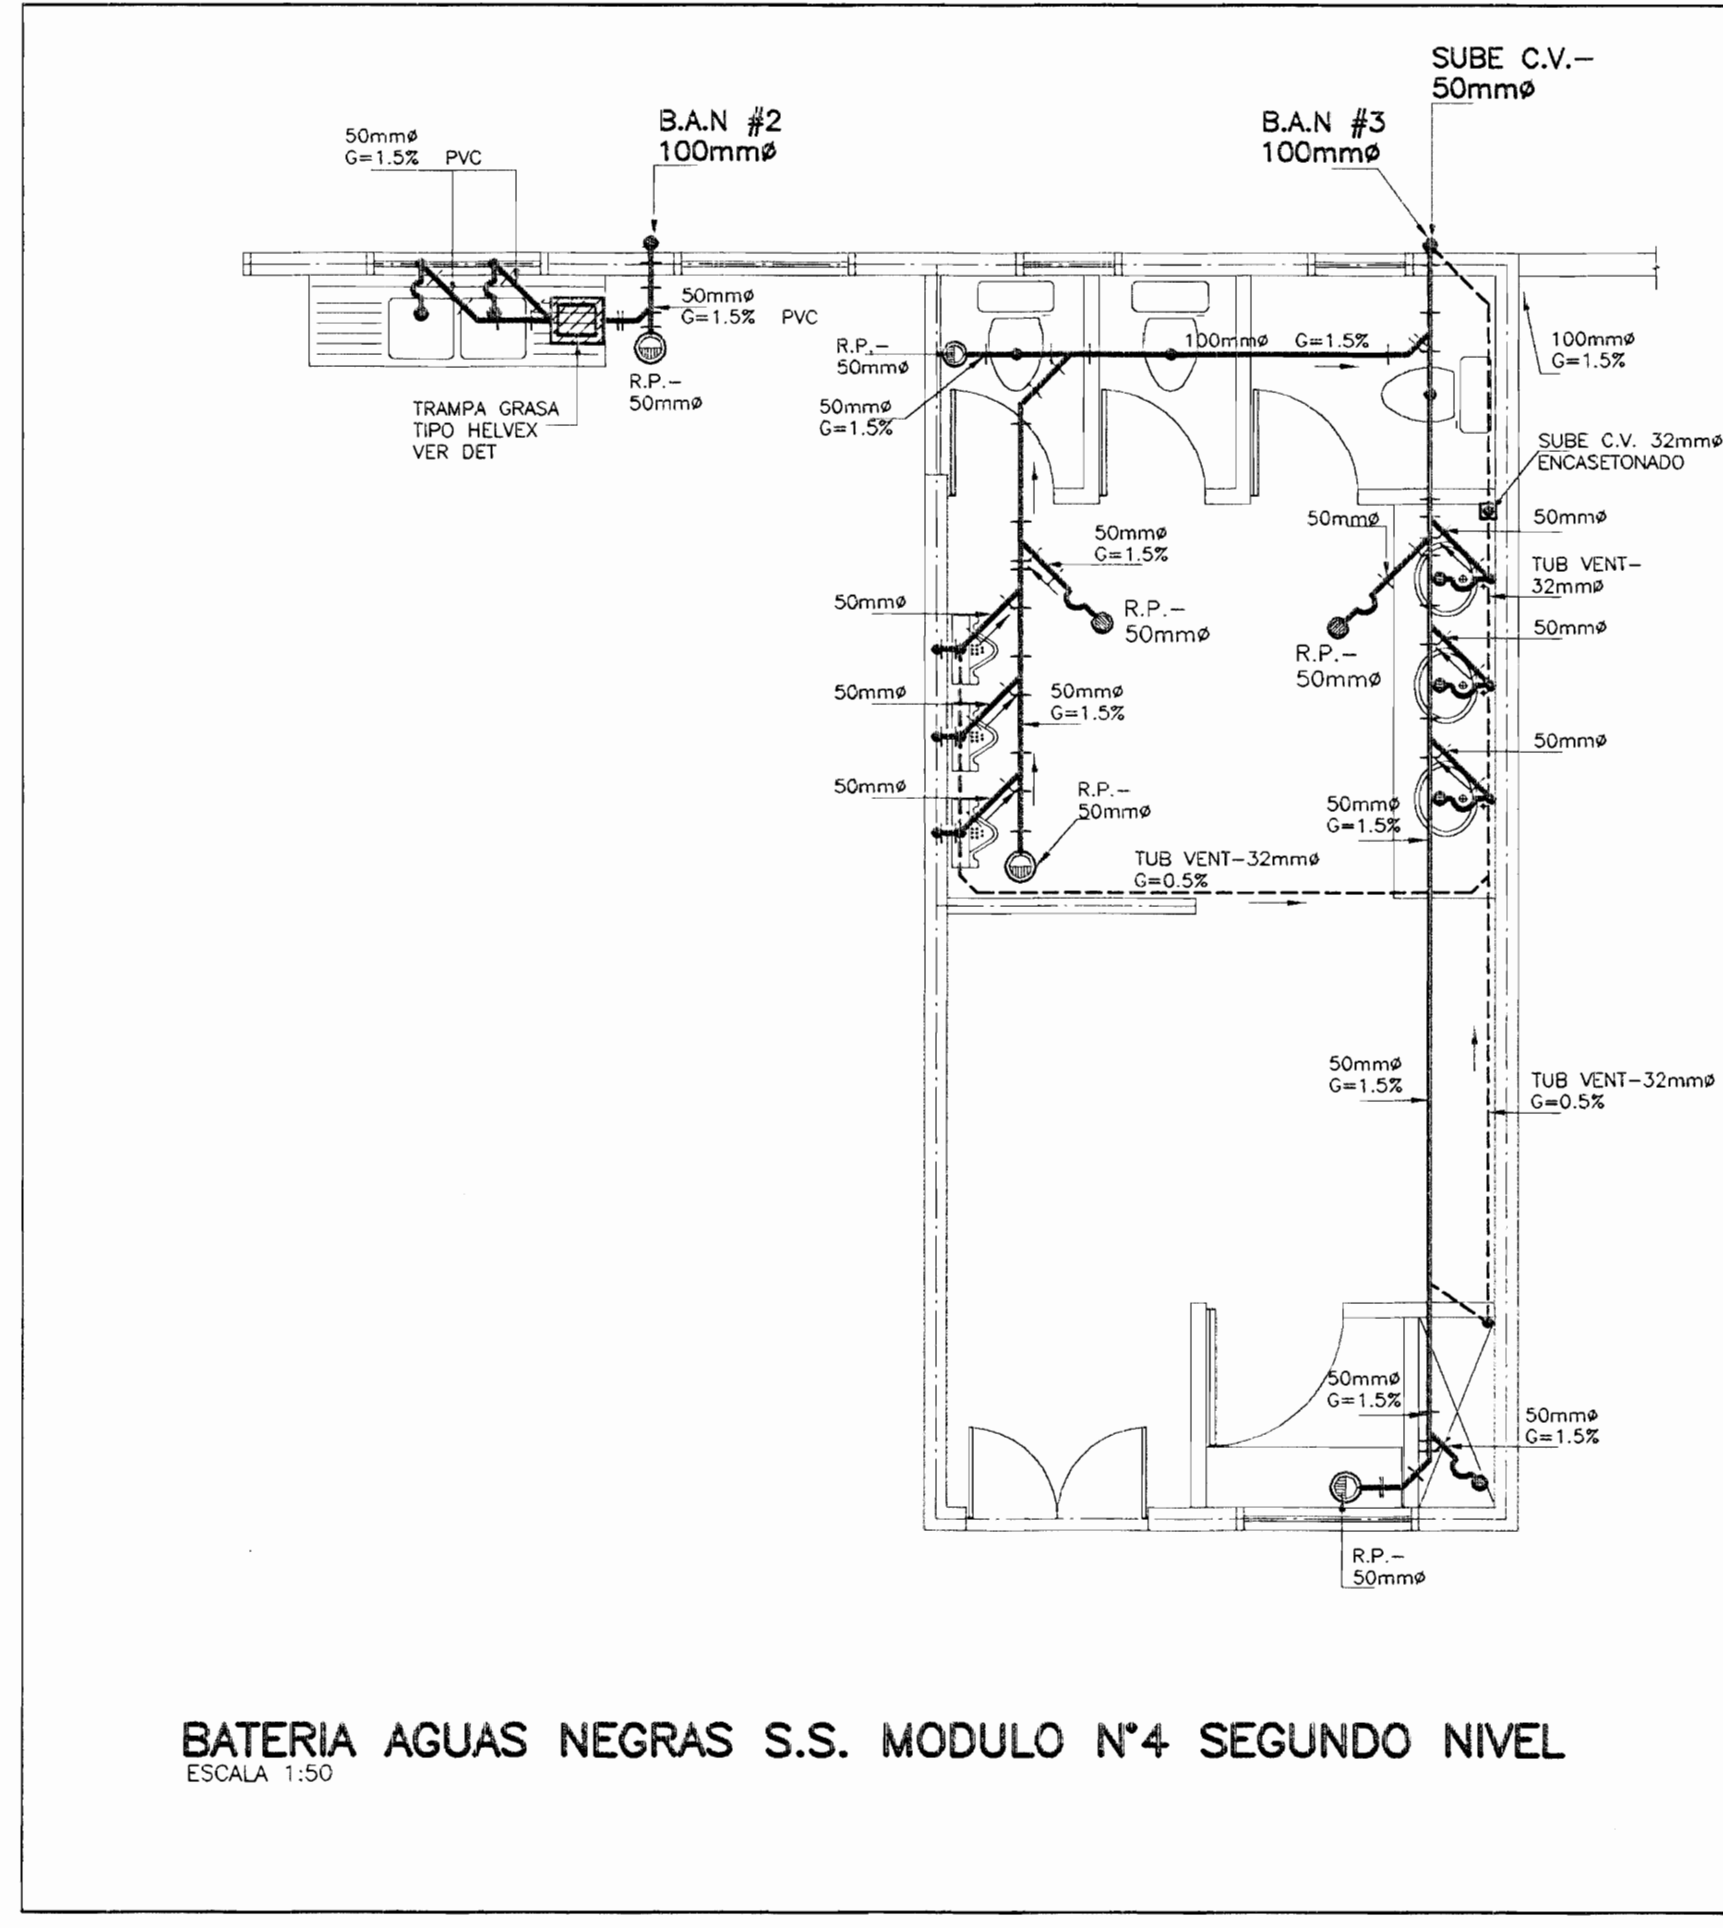 SUBE C.V.-
50mmø
B.A.N #2
100mmø
B.A.N #3
100mmø
50mmø
G=1.5% PVC
50mmø
G=1.5% PVC
R.P.-
50mmø
TRAMPA GRASA
TIPO HELVEX
VER DET
R.P.-
50mmø
50mmø
G=1.5%
100mmø G=1.5%
100mmø
G=1.5%
SUBE C.V. 32mmø
ENCASETONADO
50mmø
50mmø
TUB VENT-
32mmø
50mmø
G=1.5%
50mmø
R.P.-
50mmø
R.P.-
50mmø
50mmø
50mmø
50mmø
G=1.5%
50mmø
50mmø
R.P.-
50mmø
50mmø
G=1.5%
TUB VENT-32mmø
G=0.5%
50mmø
G=1.5%
TUB VENT-32mmø
G=0.5%
50mmø
G=1.5%
50mmø
G=1.5%
R.P.-
50mmø
BATERIA AGUAS NEGRAS S.S. MODULO N°4 SEGUNDO NIVEL
ESCALA 1:50